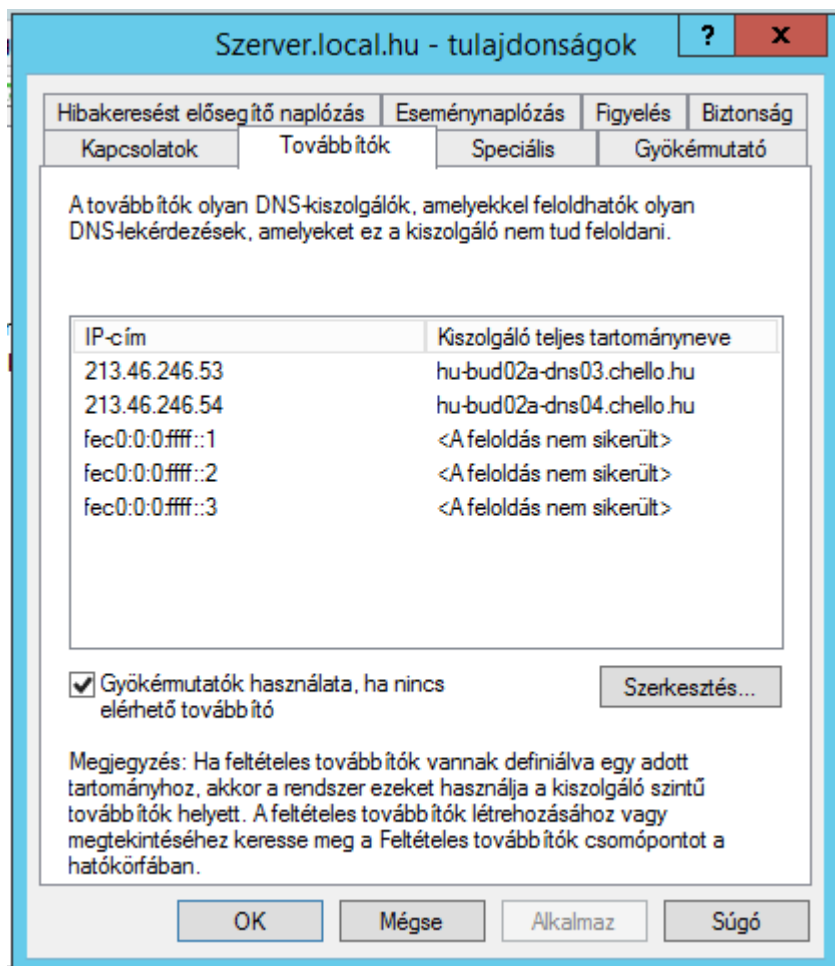 Szerver.local.hu - tulajdonságok
?
x
Hibakeresést elősegítő naplózás
Eseménynaplózás
Figyelés
Biztonság
Kapcsolatok
Továbbítók
Speciális
Gyökérmutató
A továbbítók olyan DNS-kiszolgálók, amelyekkel feloldhatók olyan
DNS-lekérdezések, amelyeket ez a kiszolgáló nem tud feloldani.
IP-cím
Kiszolgáló teljes tartományneve
213.46.246.53
hu-bud02a-dns03.chello.hu
213.46.246.54
hu-bud02a-dns04.chello.hu
fec0:0:0:ffff::1
<A feloldás nem sikerült>
fec0:0:0:ffff::2
<A feloldás nem sikerült>
fec0:0:0:ffff::3
<A feloldás nem sikerült>
Gyökérmutatók használata, ha nincs
elérhető továbbító
Szerkesztés...
Megjegyzés: Ha feltételes továbbítók vannak definiálva egy adott
tartományhoz, akkor a rendszer ezeket használja a kiszolgáló szintű
továbbítók helyett. A feltételes továbbítók létrehozásához vagy
megtekintéséhez keresse meg a Feltételes továbbítók csomópontot a
hatókörfában.
OK
Mégse
Alkalmaz
Súgó